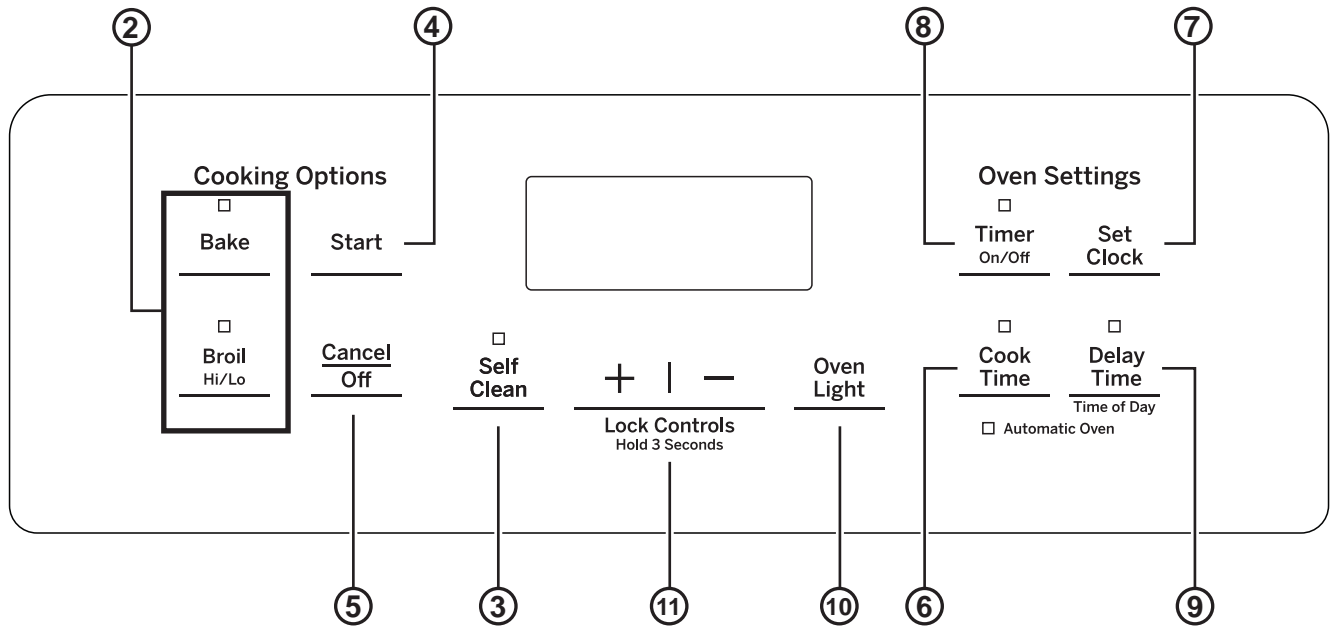 2
4
8
7
Cooking Options
Oven Settings
Bake
Start
Timer
On/Off
Set
Clock
Broil
Hi/Lo
Cancel
Off
Self
Clean
+ | –
Lock Controls
Hold 3 Seconds
Oven
Light
Cook
Time
Delay
Time
Time of Day
Automatic Oven
5
3
11
10
6
9